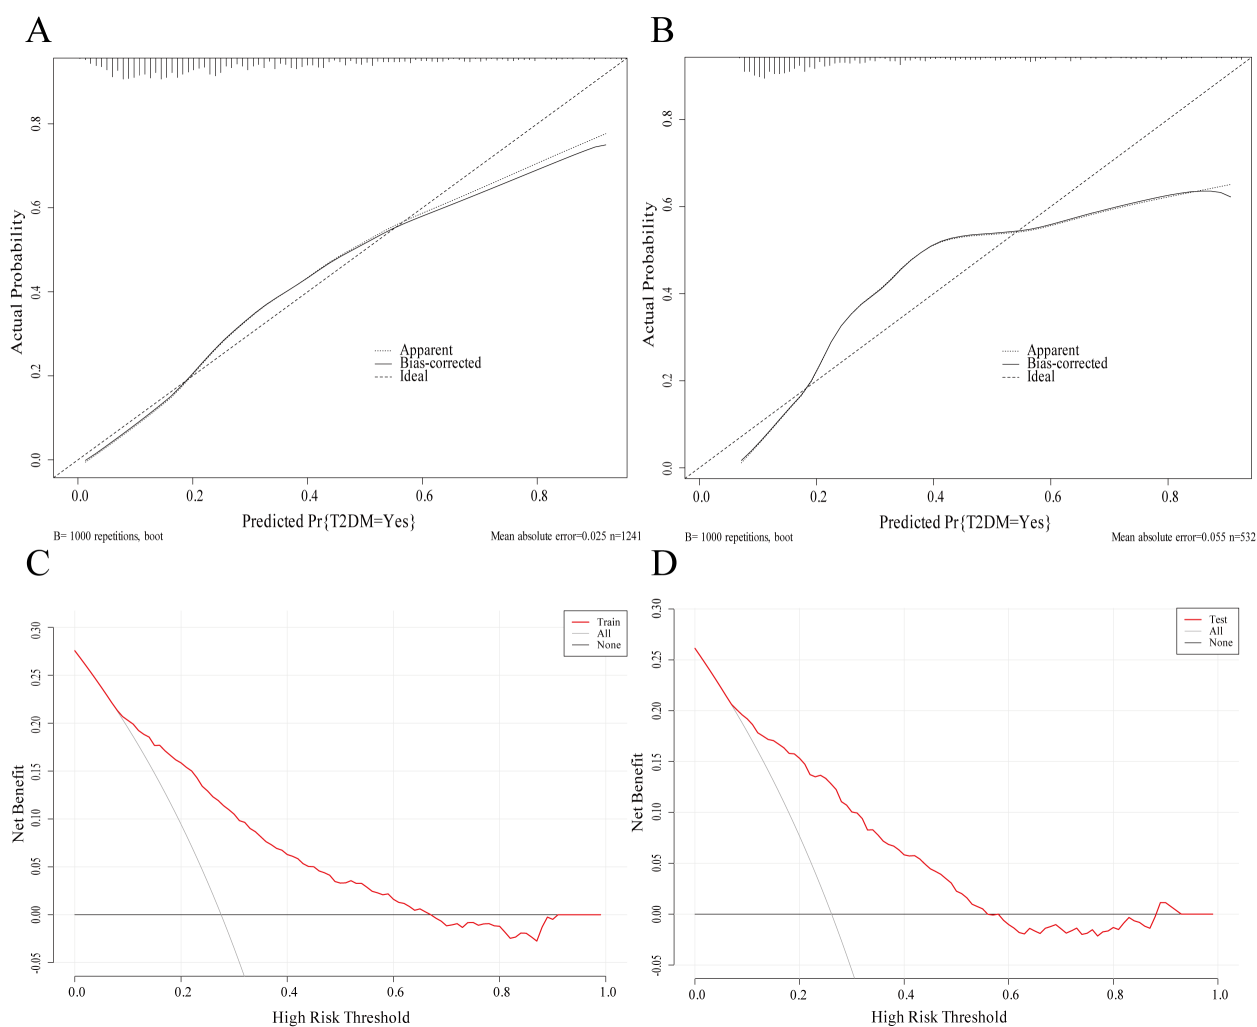 A
B
0.8
0.6
0.4
0.2
0.0
Actual Probability
Apparent
Bias-corrected
Ideal
0.0 0.2 0.4 0.6 0.8
Predicted Pr{T2DM=Yes}
B= 1000 repetitions, boot
Mean absolute error=0.025 n=1241
0.8
0.6
0.4
0.2
0.0
Actual Probability
Apparent
Bias-corrected
Ideal
0.0 0.2 0.4 0.6 0.8
Predicted Pr{T2DM=Yes}
B= 1000 repetitions, boot
Mean absolute error=0.055 n=532
C
D
0.30
0.25
0.20
0.15
0.10
0.05
0.00
-0.05
Net Benefit
Train
All
None
0.0 0.2 0.4 0.6 0.8 1.0
High Risk Threshold
0.30
0.25
0.20
0.15
0.10
0.05
0.00
-0.05
Net Benefit
Test
All
None
0.0 0.2 0.4 0.6 0.8 1.0
High Risk Threshold